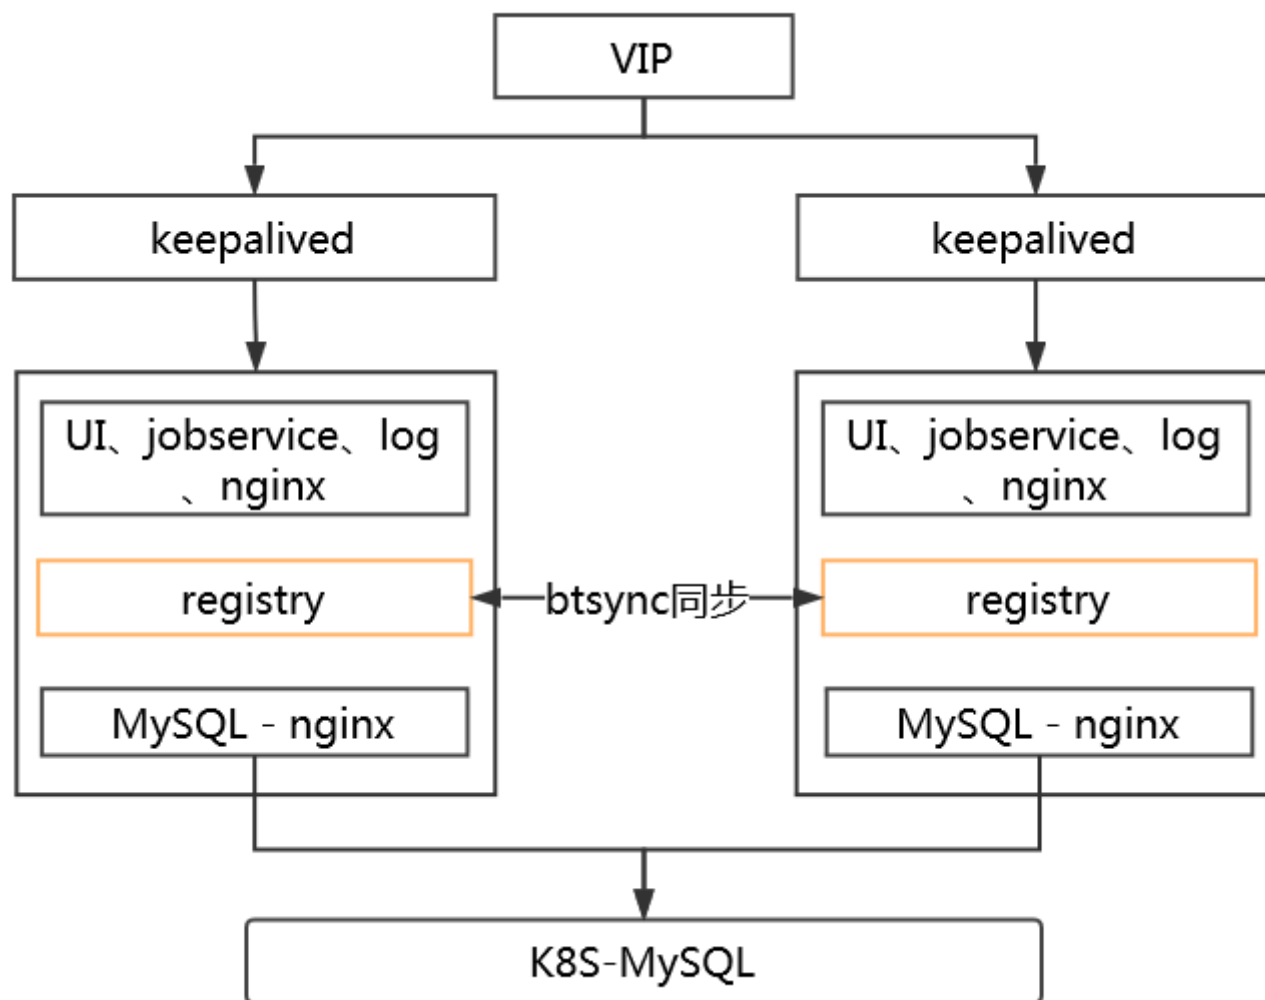 VIP
keepalived
keepalived
UI、jobservice、log
、nginx
UI、jobservice、log
、nginx
registry
btsync同步
registry
MySQL - nginx
MySQL - nginx
K8S-MySQL